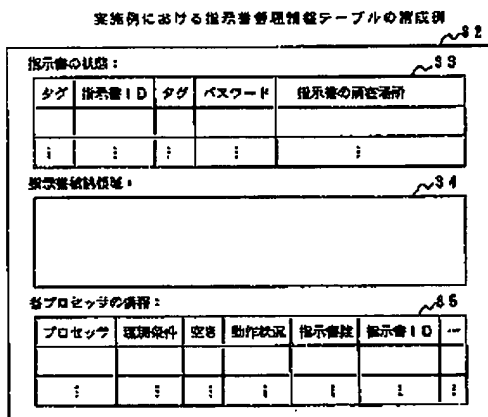 実施例における指示書管理情報テーブルの構成例
32
指示書の状態：
33
タグ 指示書ID タグ パスワード 指示書の所在場所
指示書格納領域：
34
各プロセッサの情報：
35
プロセッサ 環境条件 空き 動作状況 指示書数 指示書ID …